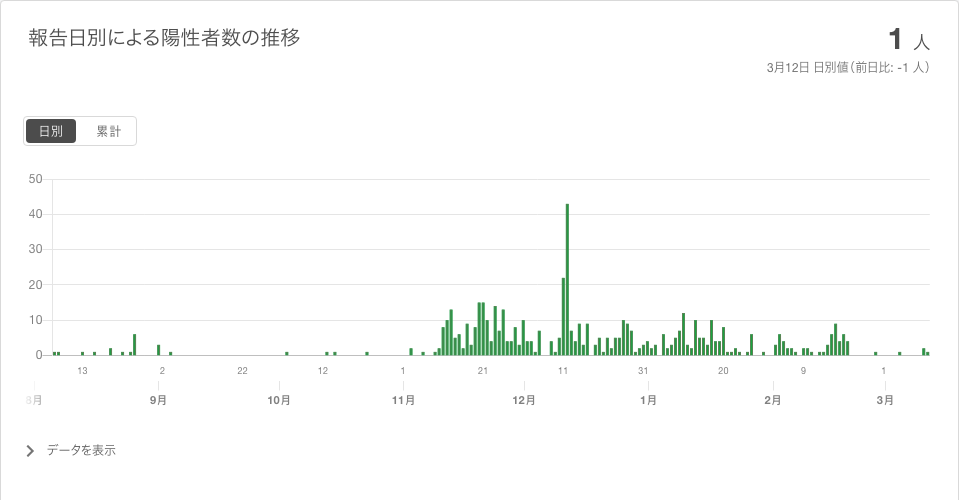 報告日別による陽性者数の推移
1 人
3月12日 日別値（前日比: -1 人）
日別 累計
50
40
30
20
10
0
13 2 22 12 1 21 11 31 20 9 1
8月 9月 10月 11月 12月 1月 2月 3月
データを表示